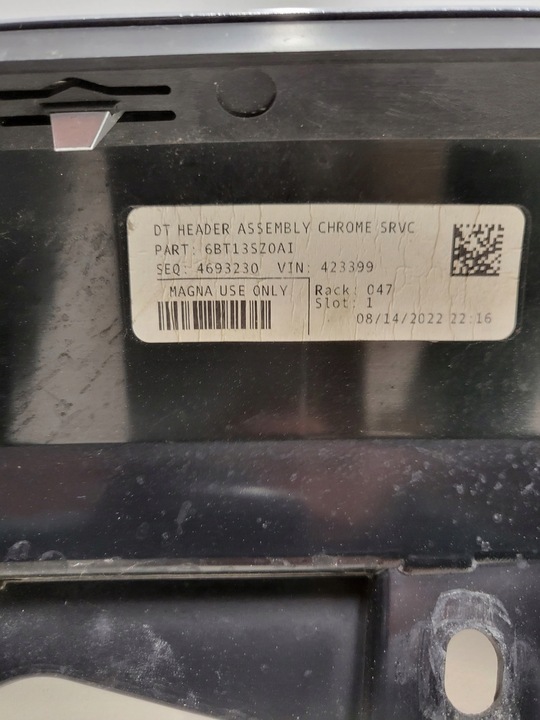 DT HEADER ASSEMBLY CHROME SRVC
PART: 6BT13SZ0AI
SEQ: 4693230 VIN: 423399
MAGNA USE ONLY
Rack: 047
Slot: 1
08/14/2022 22:16